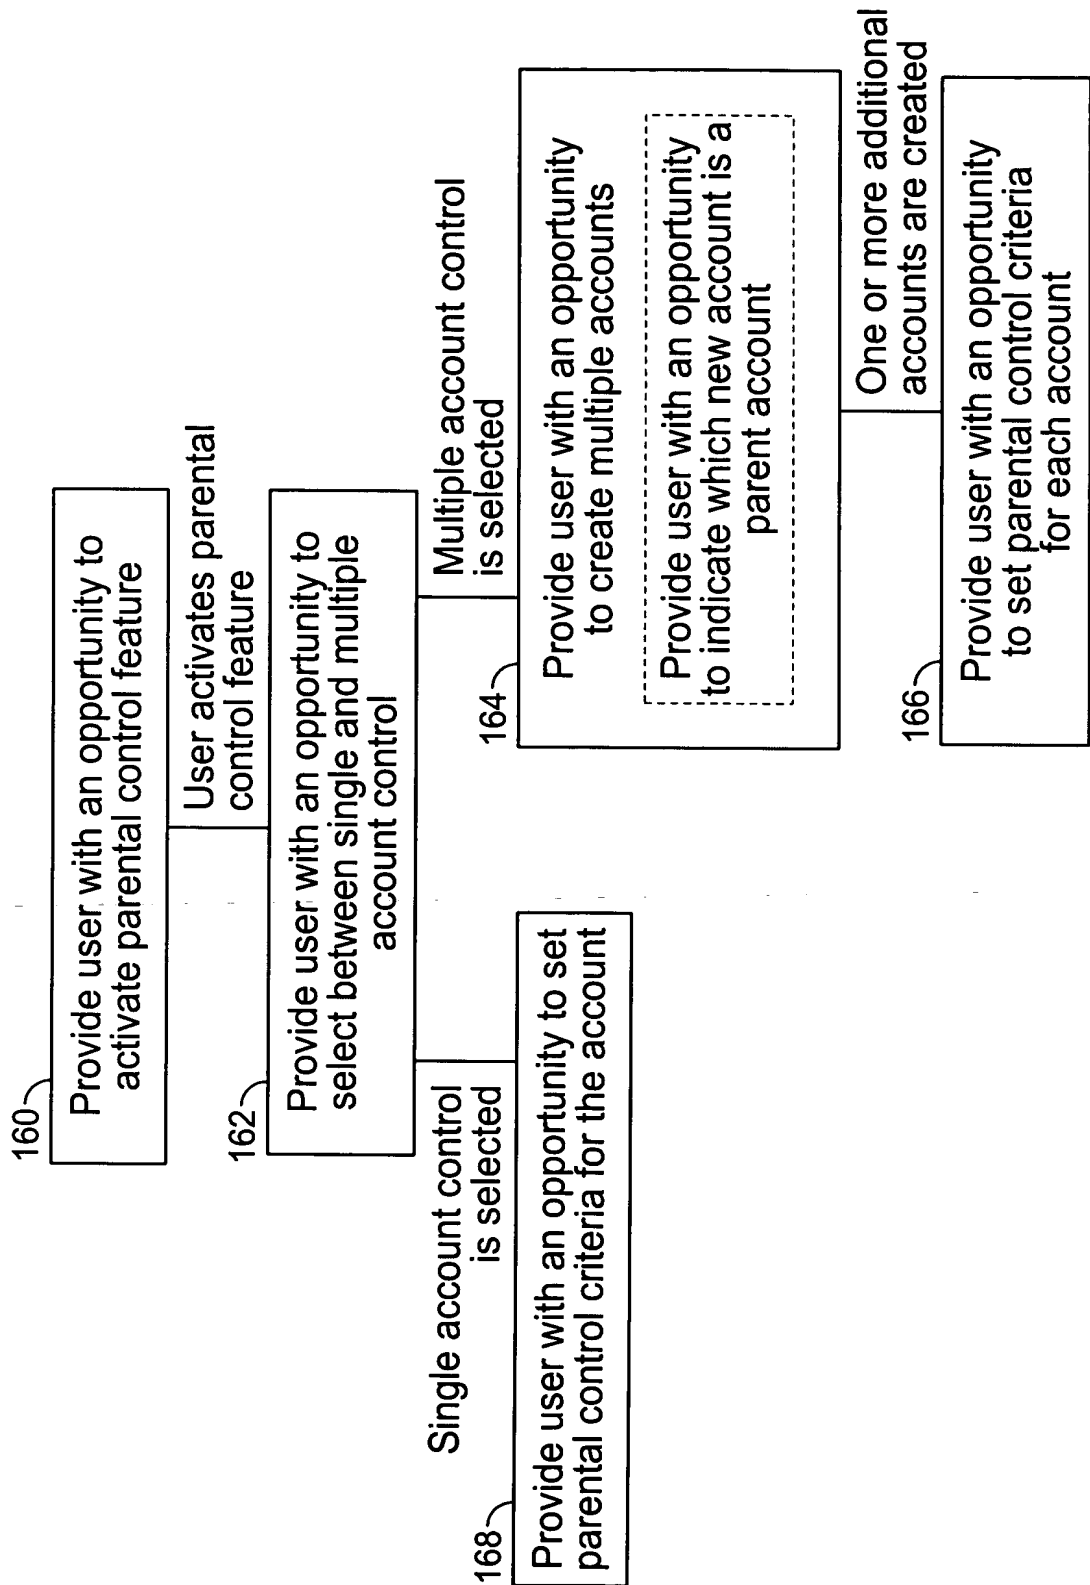 160
Provide user with an opportunity to
activate parental control feature
User activates parental
control feature
162
Provide user with an opportunity to
select between single and multiple
account control
Single account control
is selected
Multiple account control
is selected
168
Provide user with an opportunity to set
parental control criteria for the account
164
Provide user with an opportunity
to create multiple accounts
Provide user with an opportunity
to indicate which new account is a
parent account
One or more additional
accounts are created
166
Provide user with an opportunity
to set parental control criteria
for each account